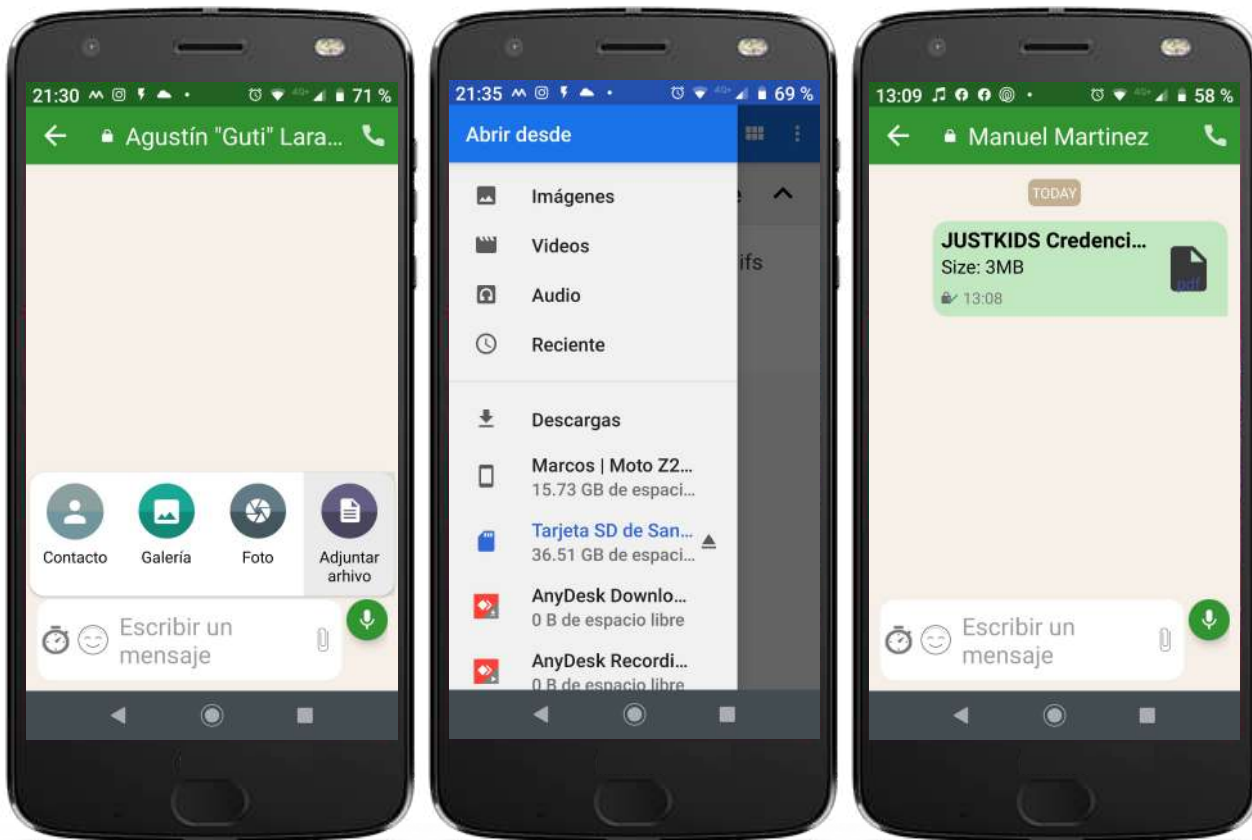 21:30 71 %
Agustín "Guti" Lara...
Contacto
Galería
Foto
Adjuntar
arhivo
Escribir un
mensaje
21:35 4G+ 69 %
Abrir desde
Imágenes
Videos
ifs
Audio
Reciente
Descargas
Marcos | Moto Z2...
15.73 GB de espaci...
Tarjeta SD de San...
36.51 GB de espaci...
AnyDesk Downlo...
0 B de espacio libre
AnyDesk Recordi...
0 B de espacio libre
13:09 4G+ 58 %
Manuel Martinez
TODAY
JUSTKIDS Credenci...
Size: 3MB
pdf
13:08
Escribir un
mensaje